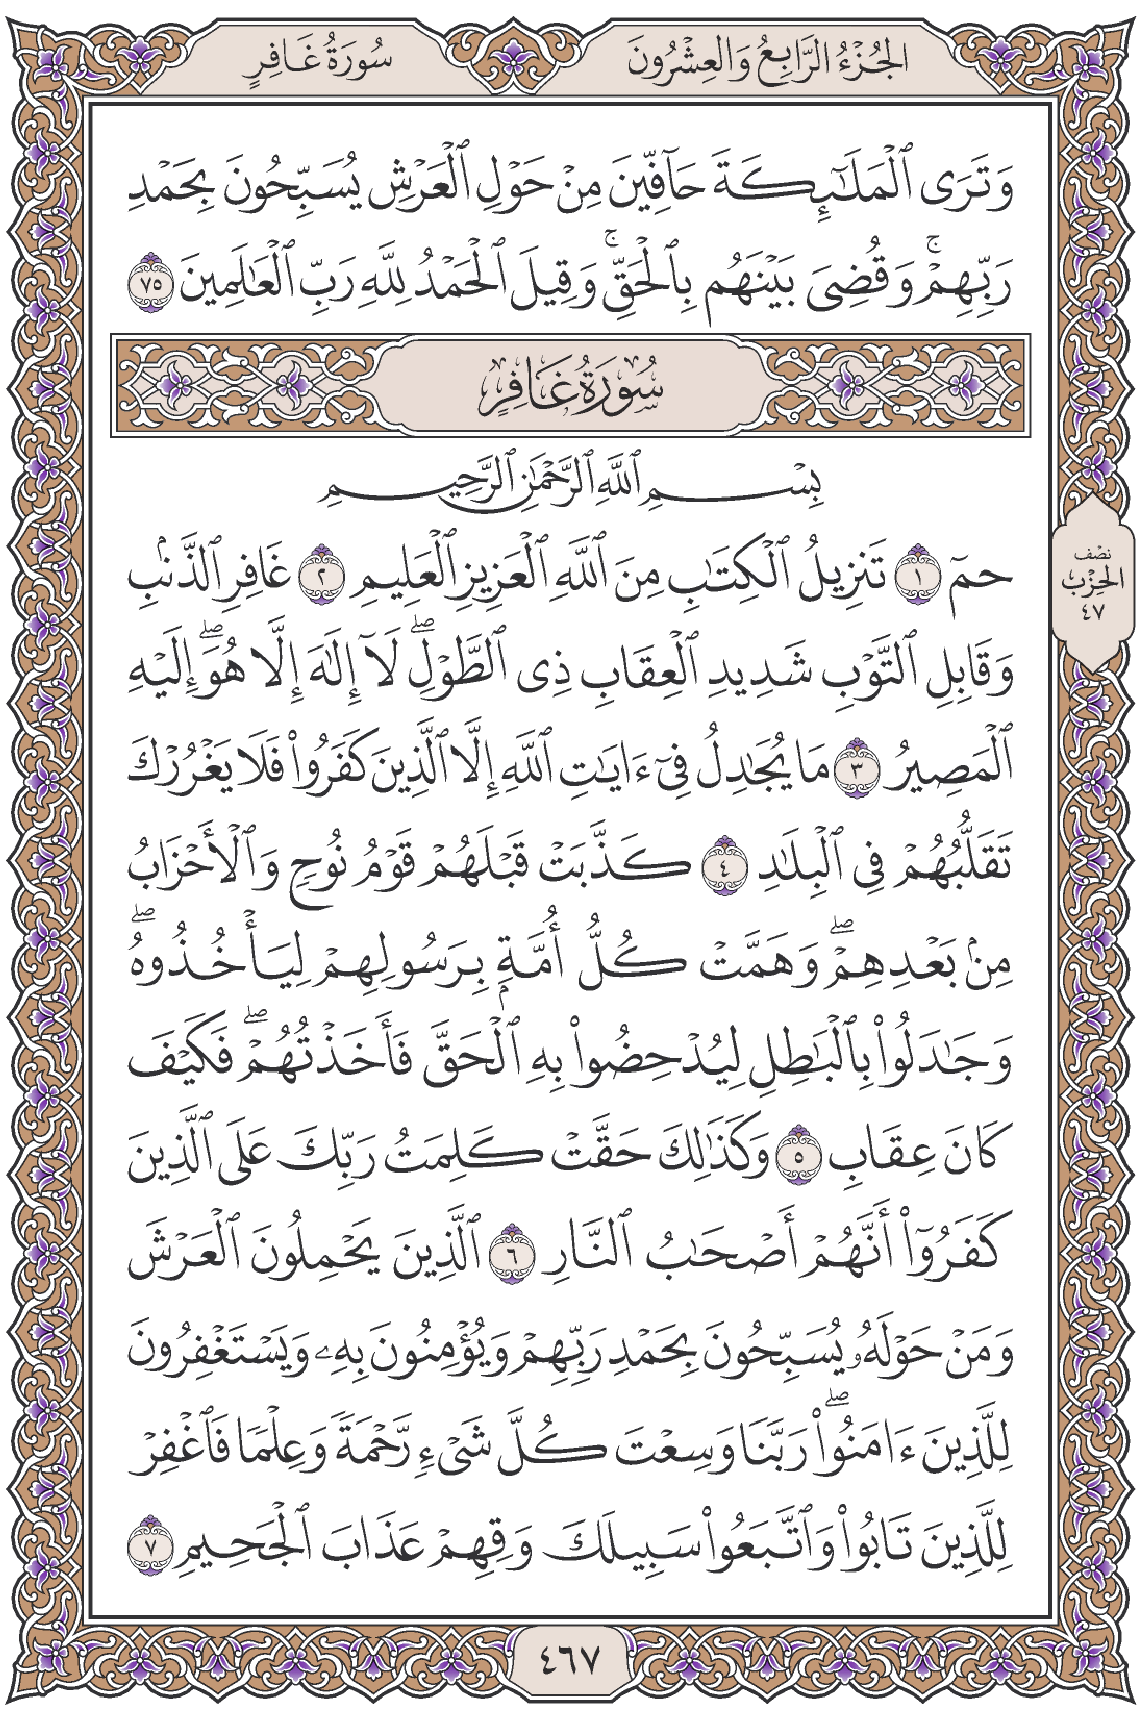 الجُزْءُ الرَّابِعُ وَالعِشْرُونَ
سُورَةُ غَافِرٍ
وَتَرَى ٱلْمَلَـٰٓئِكَةَ حَآفِّينَ مِنْ حَوْلِ ٱلْعَرْشِ يُسَبِّحُونَ بِحَمْدِ
رَبِّهِمْ ۚ وَقُضِىَ بَيْنَهُم بِٱلْحَقِّ ۚ وَقِيلَ ٱلْحَمْدُ لِلَّهِ رَبِّ ٱلْعَـٰلَمِينَ ٧٥
سُورَةُ غَافِرٍ
بِسْمِ ٱللَّهِ ٱلرَّحْمَـٰنِ ٱلرَّحِيمِ
حمٓ ١ تَنزِيلُ ٱلْكِتَـٰبِ مِنَ ٱللَّهِ ٱلْعَزِيزِ ٱلْعَلِيمِ ٢ غَافِرِ ٱلذَّنۢبِ
وَقَابِلِ ٱلتَّوْبِ شَدِيدِ ٱلْعِقَابِ ذِى ٱلطَّوْلِ ۖ لَآ إِلَـٰهَ إِلَّا هُوَ ۖ إِلَيْهِ
ٱلْمَصِيرُ ٣ مَا يُجَـٰدِلُ فِىٓ ءَايَـٰتِ ٱللَّهِ إِلَّا ٱلَّذِينَ كَفَرُوا۟ فَلَا يَغْرُرْكَ
تَقَلُّبُهُمْ فِى ٱلْبِلَـٰدِ ٤ كَذَّبَتْ قَبْلَهُمْ قَوْمُ نُوحٍ وَٱلْأَحْزَابُ
مِنۢ بَعْدِهِمْ ۖ وَهَمَّتْ كُلُّ أُمَّةٍۭ بِرَسُولِهِمْ لِيَأْخُذُوهُ ۖ
وَجَـٰدَلُوا۟ بِٱلْبَـٰطِلِ لِيُدْحِضُوا۟ بِهِ ٱلْحَقَّ فَأَخَذْتُهُمْ ۖ فَكَيْفَ
كَانَ عِقَابِ ٥ وَكَذَٰلِكَ حَقَّتْ كَلِمَتُ رَبِّكَ عَلَى ٱلَّذِينَ
كَفَرُوٓا۟ أَنَّهُمْ أَصْحَـٰبُ ٱلنَّارِ ٦ ٱلَّذِينَ يَحْمِلُونَ ٱلْعَرْشَ
وَمَنْ حَوْلَهُۥ يُسَبِّحُونَ بِحَمْدِ رَبِّهِمْ وَيُؤْمِنُونَ بِهِۦ وَيَسْتَغْفِرُونَ
لِلَّذِينَ ءَامَنُوا۟ ۖ رَبَّنَا وَسِعْتَ كُلَّ شَىْءٍ رَّحْمَةً وَعِلْمًا فَٱغْفِرْ
لِلَّذِينَ تَابُوا۟ وَٱتَّبَعُوا۟ سَبِيلَكَ وَقِهِمْ عَذَابَ ٱلْجَحِيمِ ٧
نصْف
الحِزْب
٤٧
٤٦٧